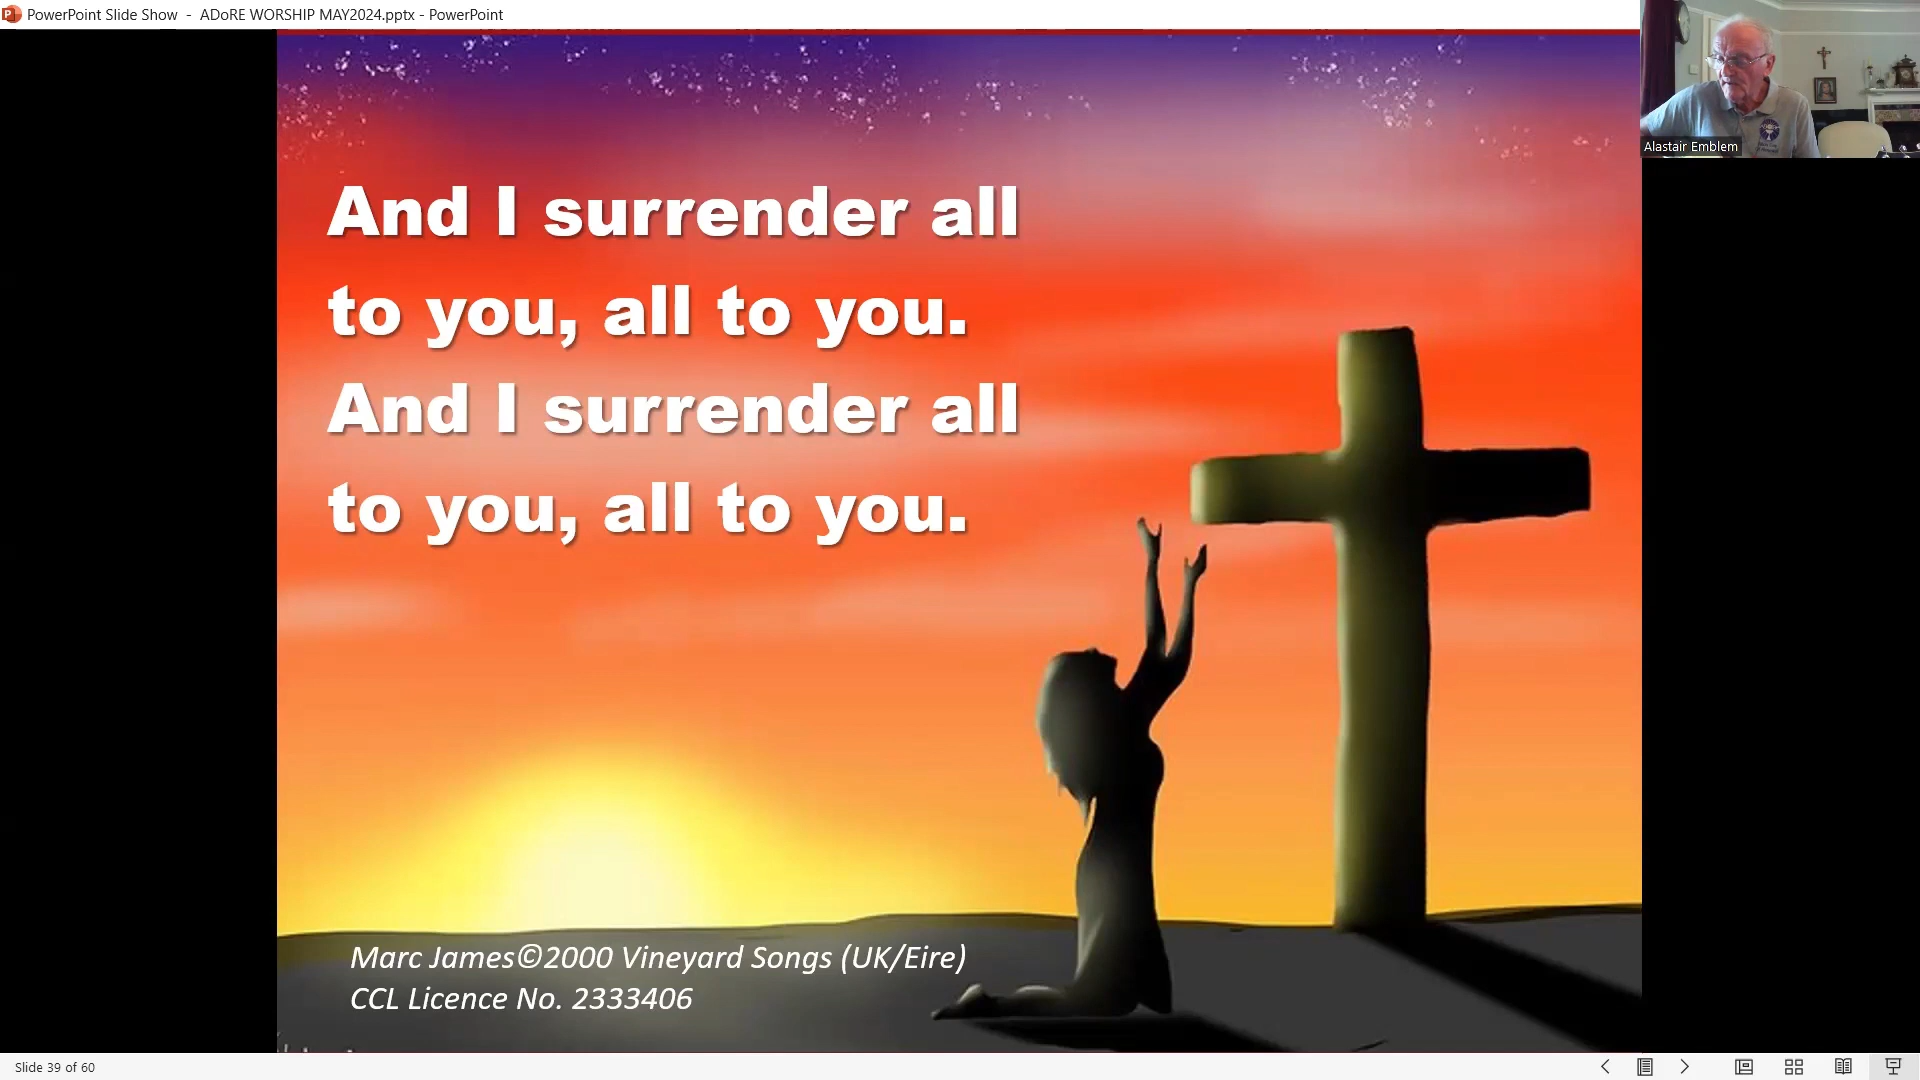 PowerPoint Slide Show - ADoRE WORSHIP MAY2024.pptx - PowerPoint
Alastair Emblem
And I surrender all
to you, all to you.
And I surrender all
to you, all to you.
Marc James©2000 Vineyard Songs (UK/Eire)
CCL Licence No. 2333406
Slide 39 of 60